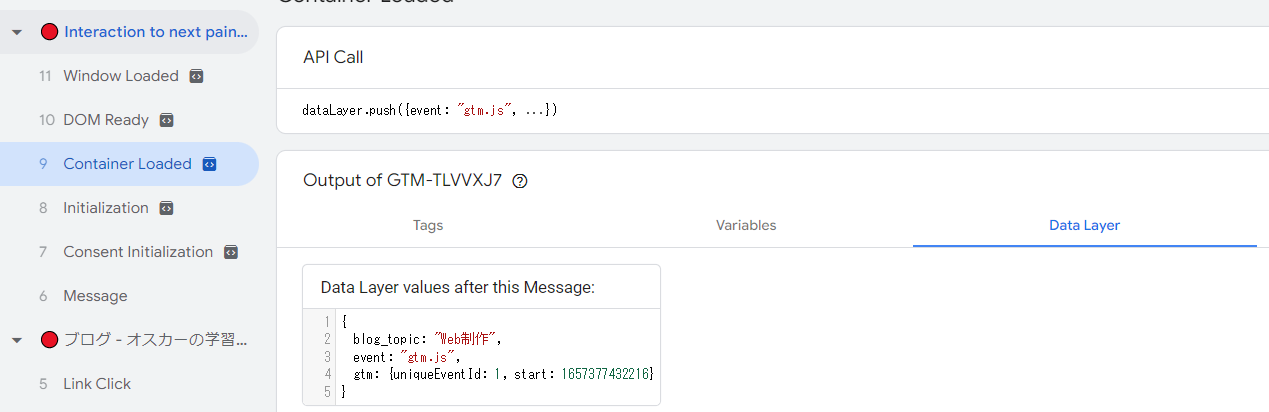 Container Loaded
Interaction to next pain...
11 Window Loaded
10 DOM Ready
9 Container Loaded
8 Initialization
7 Consent Initialization
6 Message
ブログ - オスカーの学習...
5 Link Click
API Call
dataLayer.push({event: "gtm.js", ...})
Output of GTM-TLVVXJ7
Tags Variables Data Layer
Data Layer values after this Message:
1 {
2 blog_topic: "Web制作",
3 event: "gtm.js",
4 gtm: {uniqueEventId: 1, start: 1657377432216}
5 }